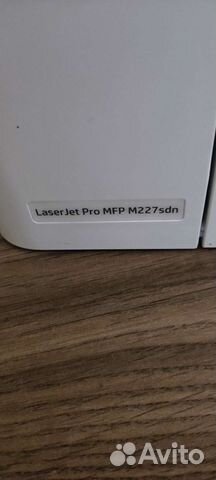 LaserJet Pro MFP M227sdn
Avito